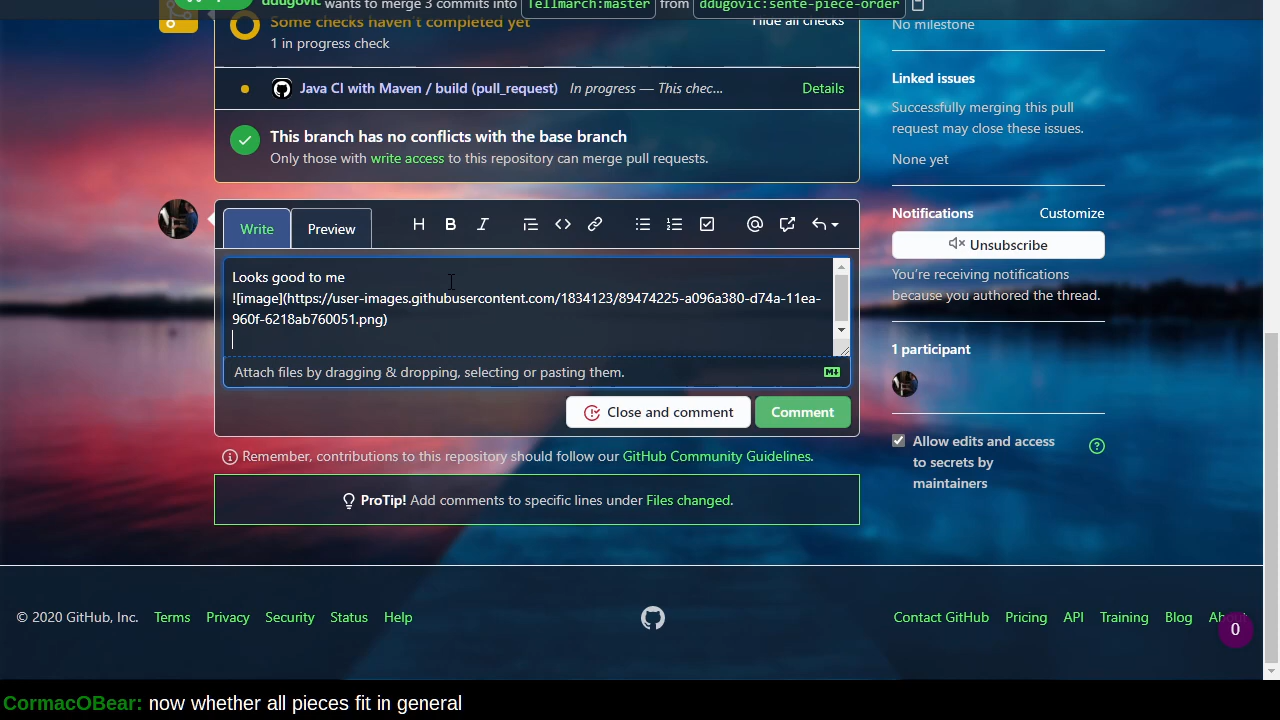 ddugovic wants to merge 3 commits into Tellmarch:master from ddugovic:sente-piece-order
Some checks haven't completed yet
Hide all checks
1 in progress check
Java CI with Maven / build (pull_request) In progress — This chec... Details
This branch has no conflicts with the base branch
Only those with write access to this repository can merge pull requests.
Write Preview
Looks good to me
![image](https://user-images.githubusercontent.com/1834123/89474225-a096a380-d74a-11ea-
960f-6218ab760051.png)
Attach files by dragging & dropping, selecting or pasting them.
Close and comment Comment
Remember, contributions to this repository should follow our GitHub Community Guidelines.
ProTip! Add comments to specific lines under Files changed.
No milestone
Linked issues
Successfully merging this pull
request may close these issues.
None yet
Notifications Customize
Unsubscribe
You're receiving notifications
because you authored the thread.
1 participant
Allow edits and access
to secrets by
maintainers
© 2020 GitHub, Inc. Terms Privacy Security Status Help
Contact GitHub Pricing API Training Blog About
0
CormacOBear: now whether all pieces fit in general